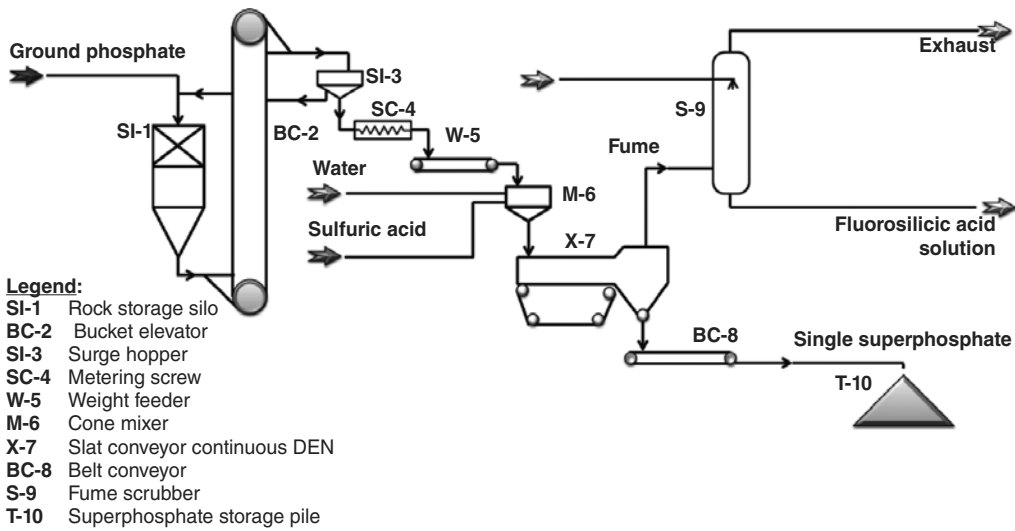 Ground phosphate
SI-1
BC-2
SI-3
SC-4
W-5
Water
Sulfuric acid
M-6
X-7
Fume
S-9
Exhaust
Fluorosilicic acid
solution
BC-8
Single superphosphate
T-10
Legend:
SI-1 Rock storage silo
BC-2 Bucket elevator
SI-3 Surge hopper
SC-4 Metering screw
W-5 Weight feeder
M-6 Cone mixer
X-7 Slat conveyor continuous DEN
BC-8 Belt conveyor
S-9 Fume scrubber
T-10 Superphosphate storage pile